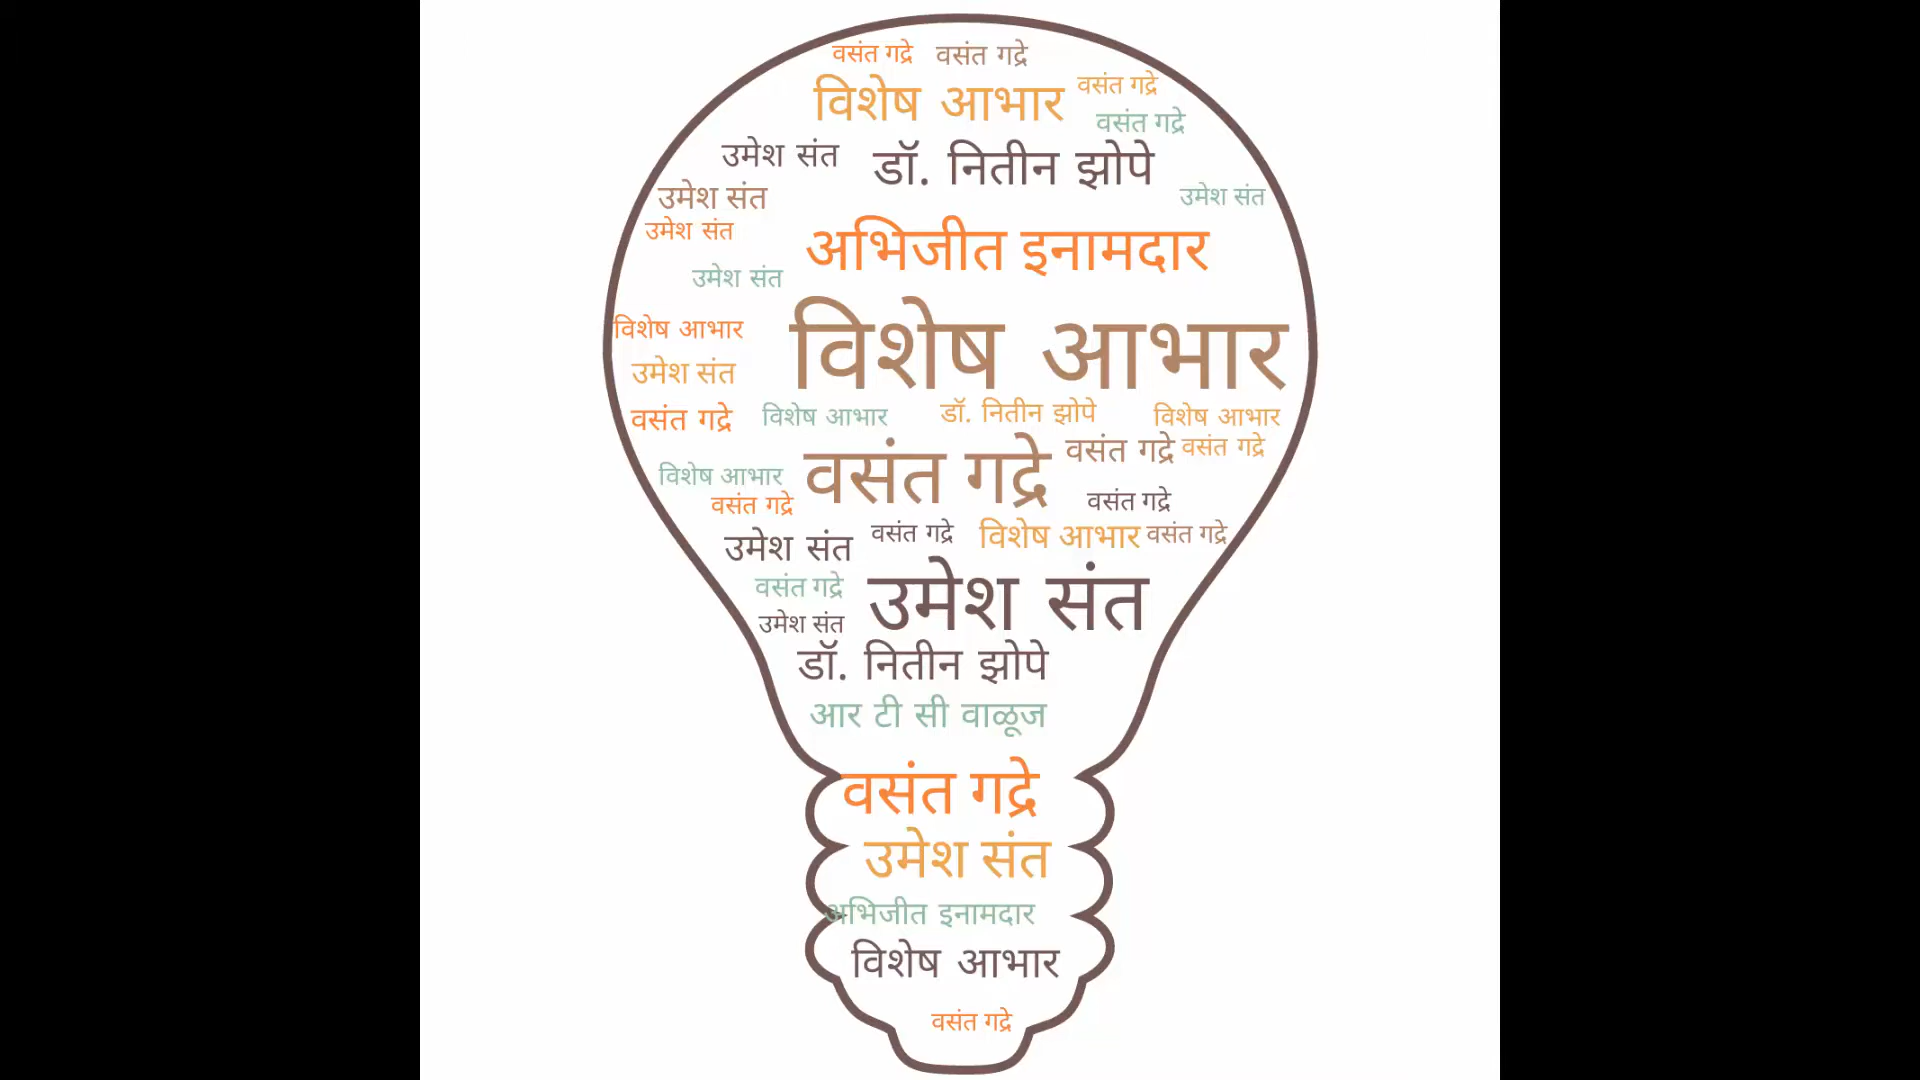 वसंत गद्रे वसंत गद्रे
विशेष आभार वसंत गद्रे
वसंत गद्रे
उमेश संत डॉ. नितीन झोपे
उमेश संत उमेश संत
उमेश संत
अभिजीत इनामदार
उमेश संत
विशेष आभार विशेष आभार
उमेश संत
वसंत गद्रे विशेष आभार डॉ. नितीन झोपे विशेष आभार
वसंत गद्रे वसंत गद्रे वसंत गद्रे
विशेष आभार
वसंत गद्रे वसंत गद्रे
उमेश संत वसंत गद्रे विशेष आभार वसंत गद्रे
वसंत गद्रे उमेश संत
उमेश संत
डॉ. नितीन झोपे
आर टी सी वाळूज
वसंत गद्रे
उमेश संत
अभिजीत इनामदार
विशेष आभार
वसंत गद्रे